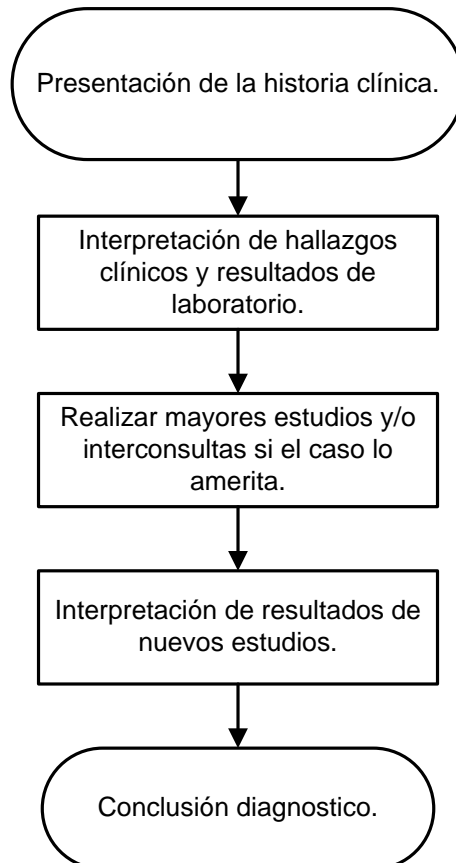 Presentación de la historia clínica.
Interpretación de hallazgos
clínicos y resultados de
laboratorio.
Realizar mayores estudios y/o
interconsultas si el caso lo
amerita.
Interpretación de resultados de
nuevos estudios.
Conclusión diagnostico.